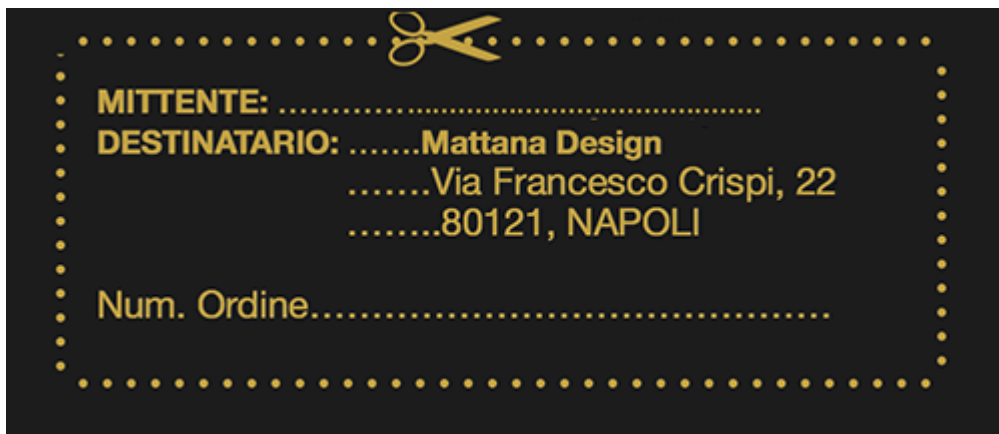 MITTENTE: ............................................................
DESTINATARIO: .......Mattana Design
.......Via Francesco Crispi, 22
........80121, NAPOLI
Num. Ordine..........................................